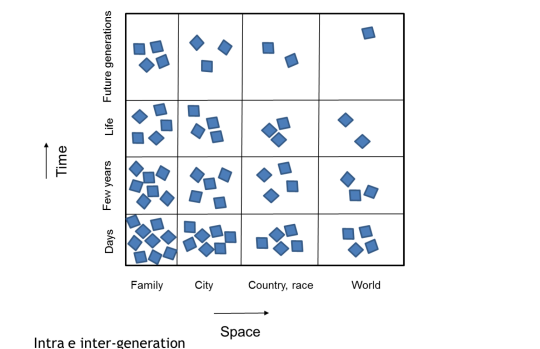 Future generations
Life
Few years
Days
Time
Family City Country, race World
Space
Intra e inter-generation